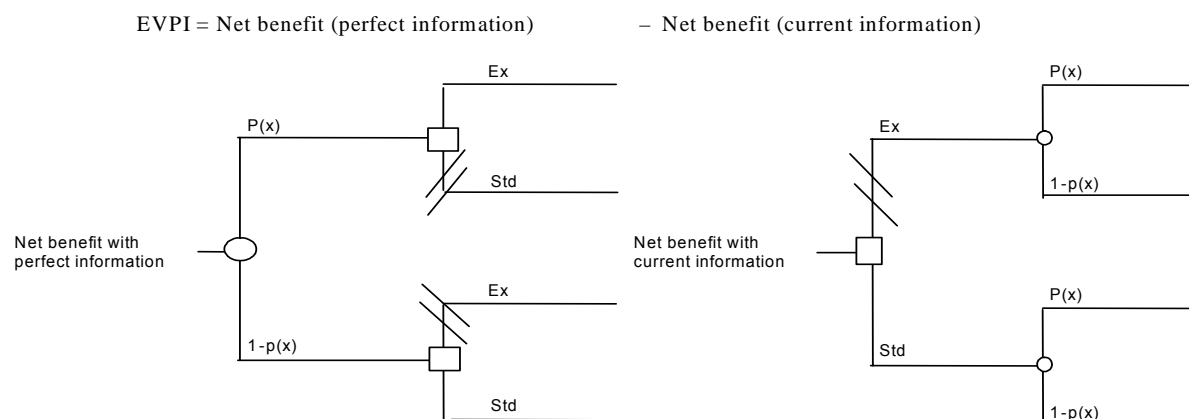 EVPI = Net benefit (perfect information) – Net benefit (current information)
Ex
P(x)
Std
Net benefit with
perfect information
Ex
1-p(x)
Std
P(x)
Ex
1-p(x)
Net benefit with
current information
P(x)
Std
1-p(x)